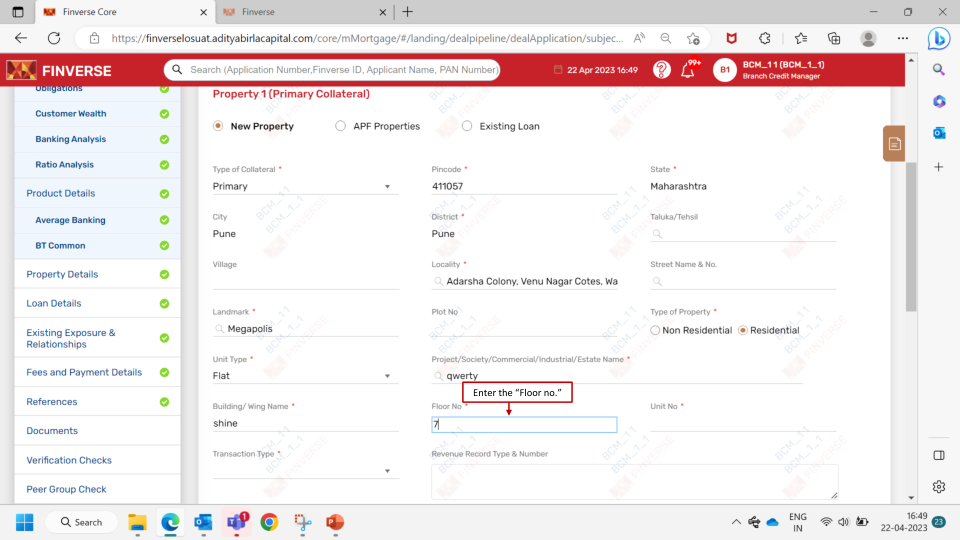 Finverse Core
Finverse
https://finverselosuat.adityabirlacapital.com/core/mMortgage/#/landing/dealpipeline/dealApplication/subjec...
FINVERSE
Search (Application Number,Finverse ID, Applicant Name, PAN Number)
22 Apr 2023 16:49
99+
B1
BCM_1 1 (BCM_1_1)
Branch Credit Manager
Obligations
Customer Wealth
Banking Analysis
Ratio Analysis
Product Details
Average Banking
BT Common
Property Details
Loan Details
Existing Exposure &
Relationships
Fees and Payment Details
References
Documents
Verification Checks
Peer Group Check
Property 1 (Primary Collateral)
New Property
APF Properties
Existing Loan
Type of Collateral *
Pincode *
State *
Primary
411057
Maharashtra
City
District *
Taluka/Tehsil
Pune
Pune
Village
Locality *
Street Name & No.
Adarsha Colony, Venu Nagar Cotes, Wa
Landmark *
Plot No
Type of Property *
Megapolis
Non Residential
Residential
Unit Type *
Project/Society/Commercial/Industrial/Estate Name *
Flat
qwerty
Enter the “Floor no.”
Building/ Wing Name *
Floor No *
Unit No *
shine
7
Transaction Type *
Revenue Record Type & Number
BCM_1 1
BCM_1_1
FINVERSE
Search
1
ENG
IN
16:49
22-04-2023
23